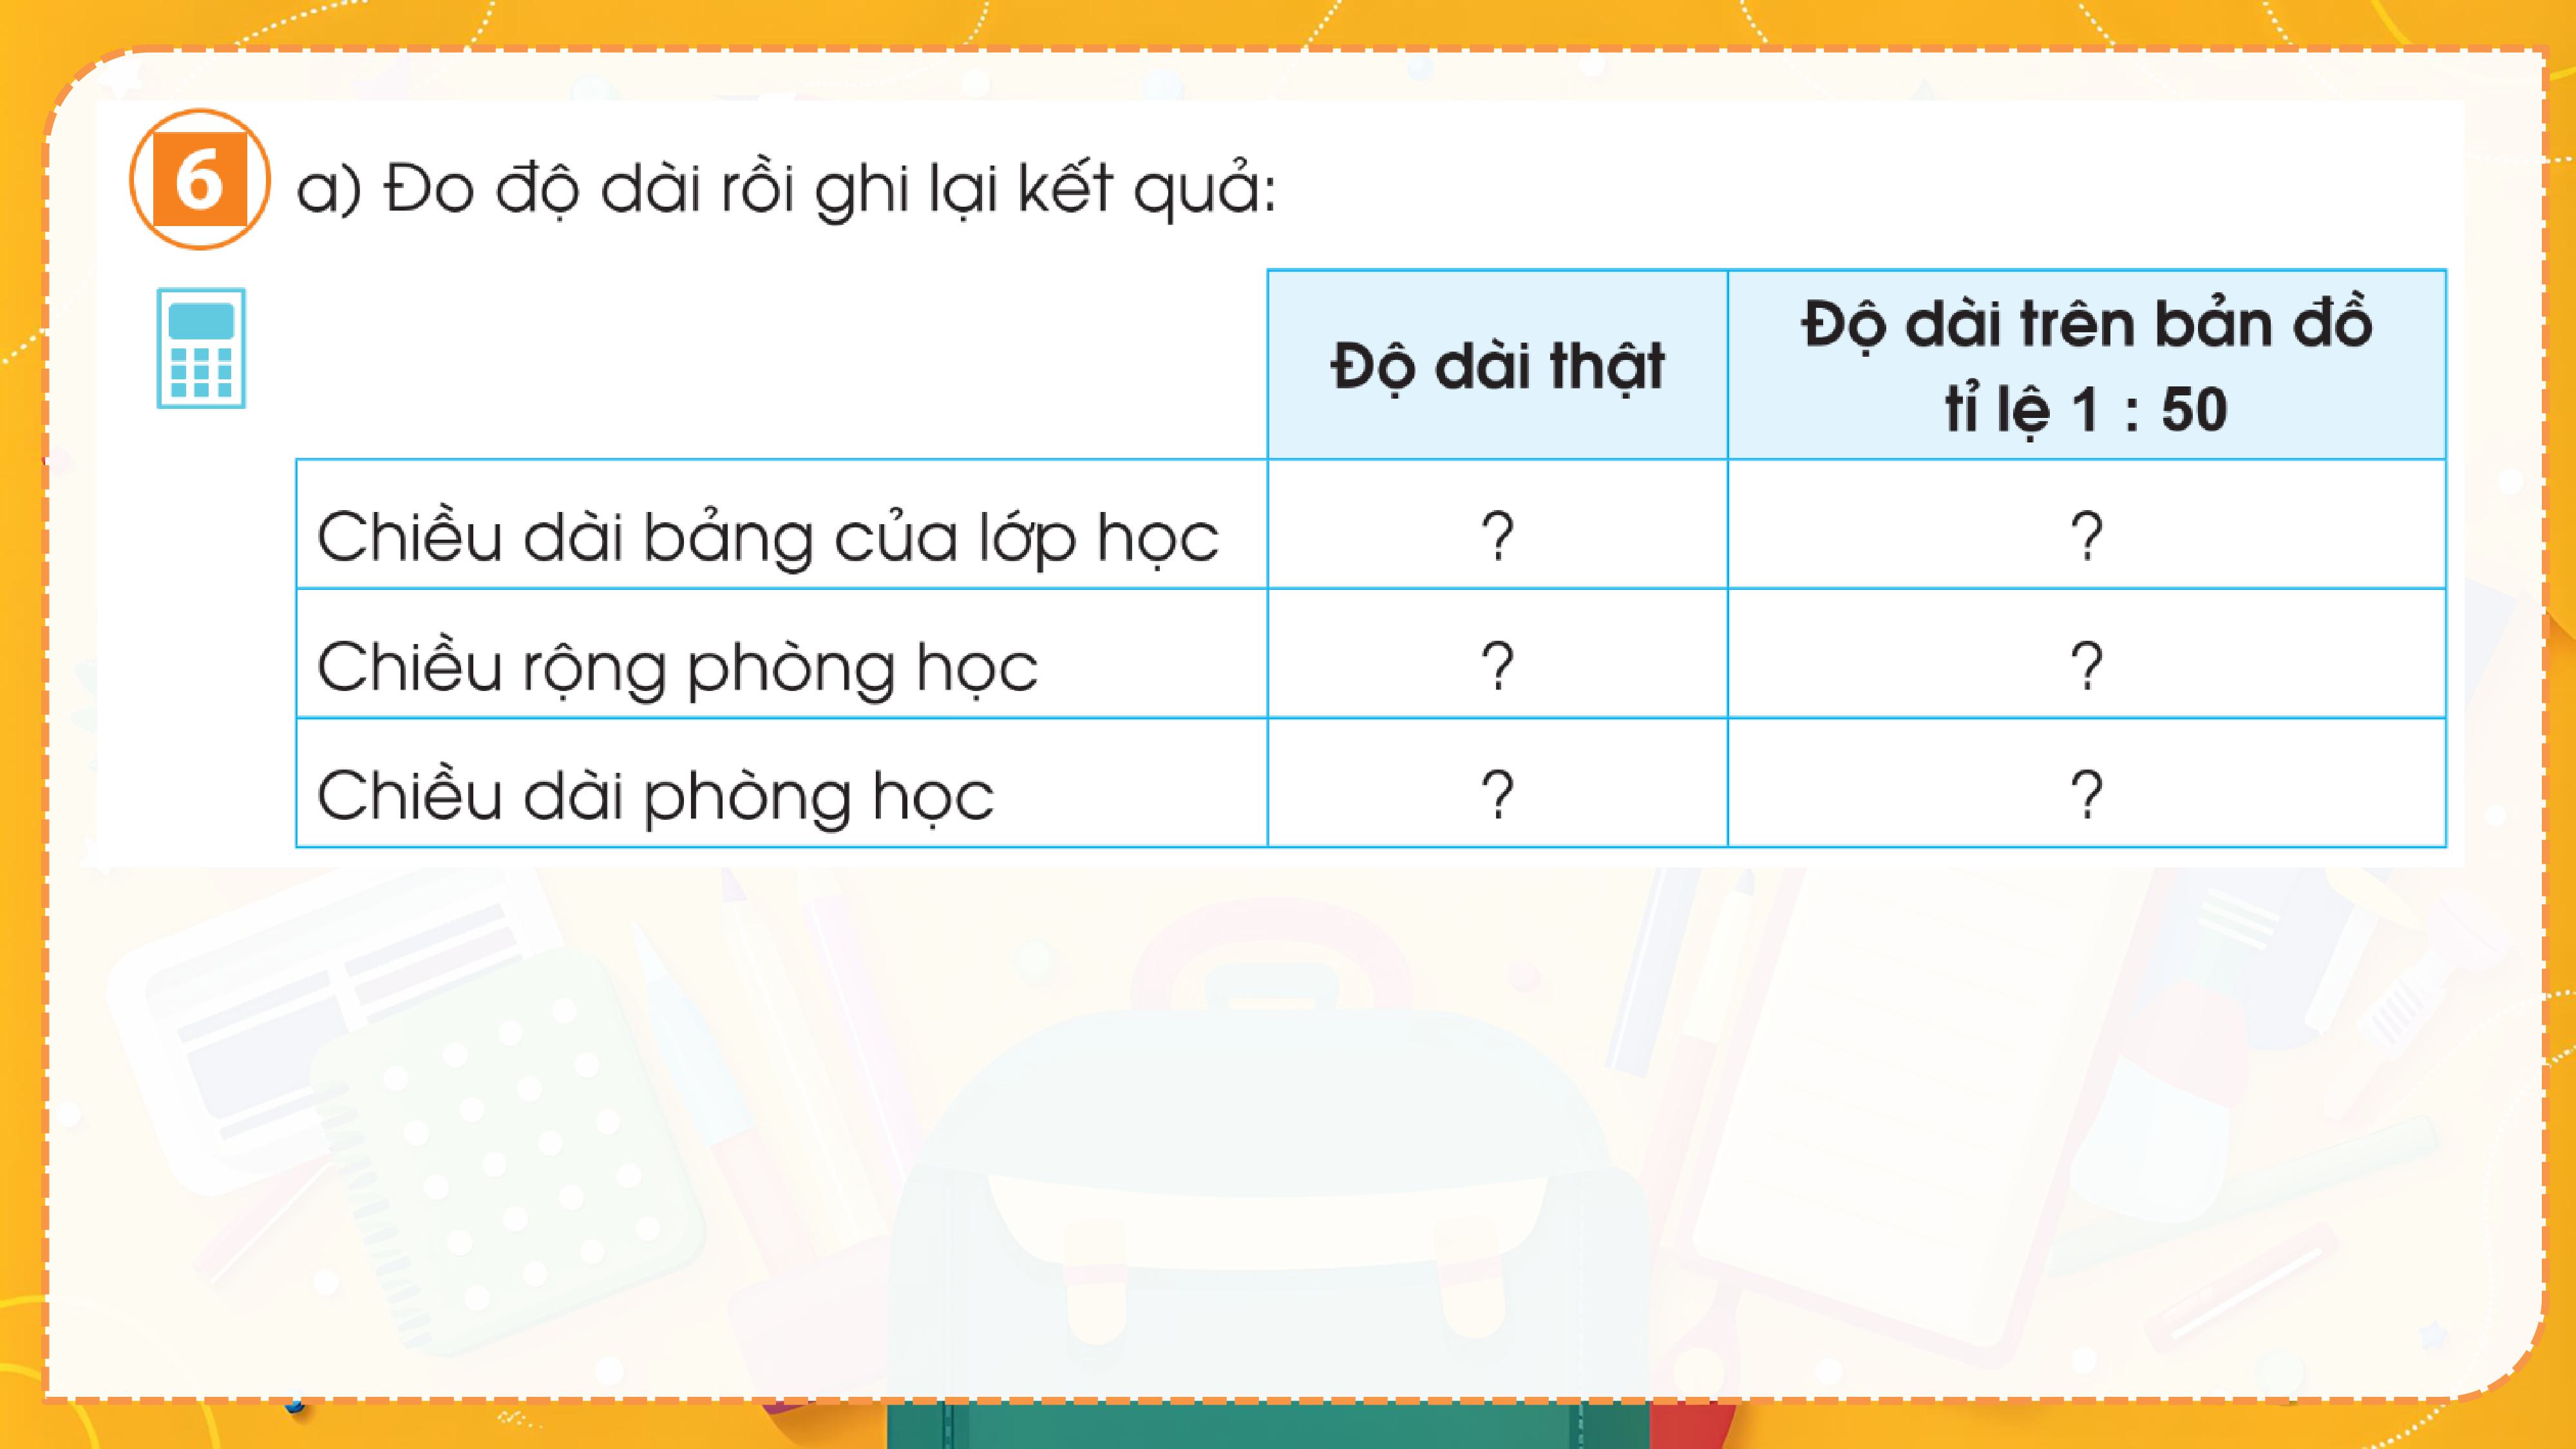 6 a) Đo độ dài rồi ghi lại kết quả:
Độ dài thật
Độ dài trên bản đồ
tỉ lệ 1 : 50
Chiều dài bảng của lớp học ? ?
Chiều rộng phòng học ? ?
Chiều dài phòng học ? ?